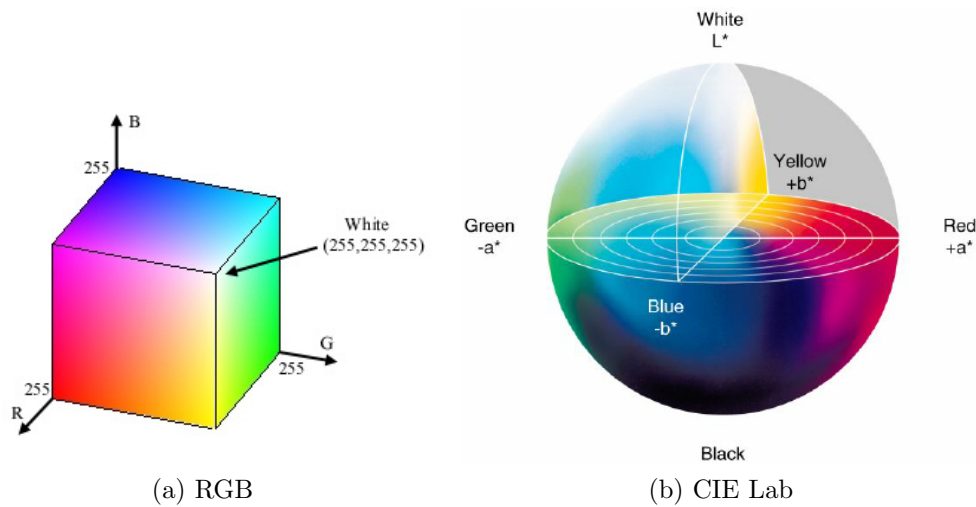 B
255
White
(255,255,255)
G
255
255
R
(a) RGB
White
L*
Yellow
+b*
Green
-a*
Red
+a*
Blue
-b*
Black
(b) CIE Lab